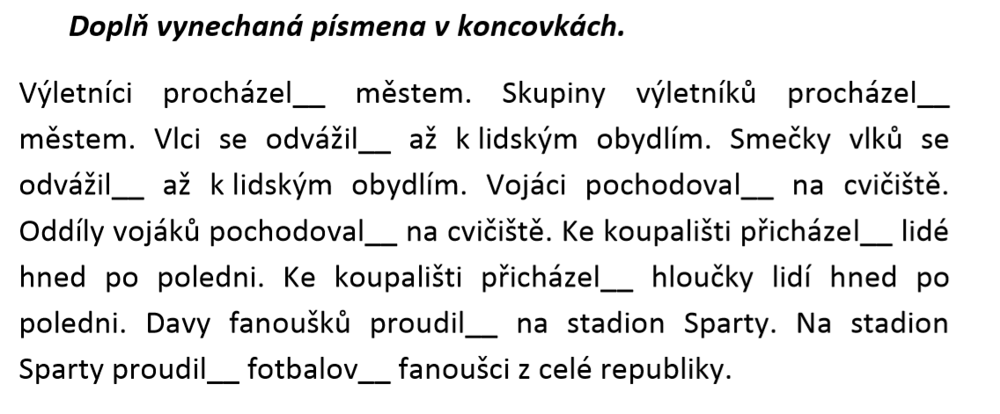 Doplň vynechaná písmena v koncovkách.
Výletníci procházel__ městem. Skupiny výletníků procházel__
městem. Vlci se odvážil__ až k lidským obydlím. Smečky vlků se
odvážil__ až k lidským obydlím. Vojáci pochodoval__ na cvičiště.
Oddíly vojáků pochodoval__ na cvičiště. Ke koupališti přicházel__ lidé
hned po poledni. Ke koupališti přicházel__ hloučky lidí hned po
poledni. Davy fanoušků proudil__ na stadion Sparty. Na stadion
Sparty proudil__ fotbalov__ fanoušci z celé republiky.